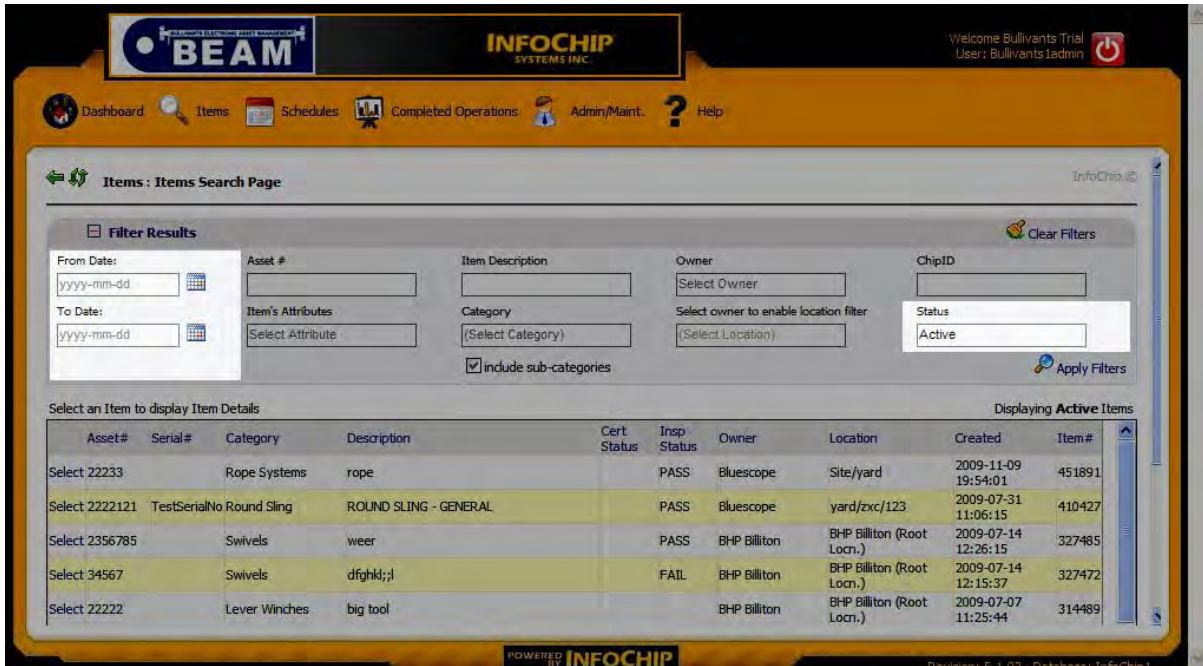 BULLIVANTS ELECTRONIC ASSET MANAGEMENT
BEAM
INFOCHIP
SYSTEMS INC.
Welcome Bullivants Trial
User: Bullivants1admin
Dashboard Items Schedules Completed Operations Admin/Maint. Help
Items : Items Search Page InfoChip ©
Filter Results Clear Filters
From Date: Asset # Item Description Owner ChipID
yyyy-mm-dd Select Owner
To Date: Item's Attributes Category Select owner to enable location filter Status
yyyy-mm-dd Select Attribute (Select Category) (Select Location) Active
include sub-categories Apply Filters
Select an Item to display Item Details Displaying Active Items
Asset# Serial# Category Description Cert Status Insp Status Owner Location Created Item#
Select 22233 Rope Systems rope PASS Bluescope Site/yard 2009-11-09 19:54:01 451891
Select 2222121 TestSerialNo Round Sling ROUND SLING - GENERAL PASS Bluescope yard/zxc/123 2009-07-31 11:06:15 410427
Select 2356785 Swivels weer PASS BHP Billiton BHP Billiton (Root Locn.) 2009-07-14 12:26:15 327485
Select 34567 Swivels dfghkl;;l FAIL BHP Billiton BHP Billiton (Root Locn.) 2009-07-14 12:15:37 327472
Select 22222 Lever Winches big tool BHP Billiton BHP Billiton (Root Locn.) 2009-07-07 11:25:44 314489
POWERED BY INFOCHIP